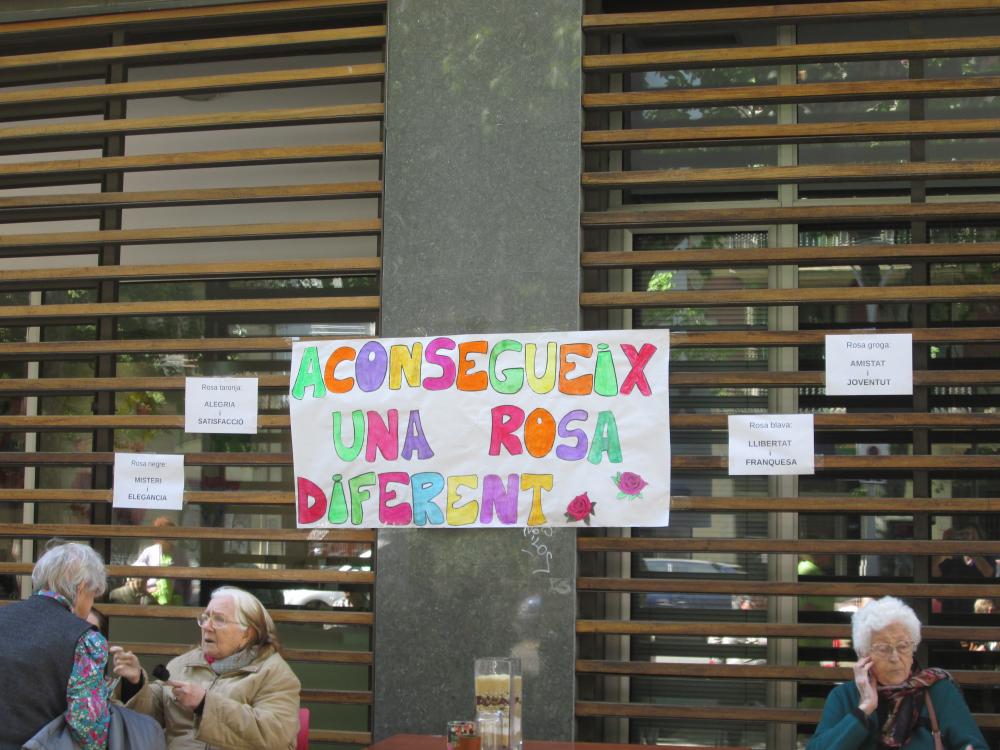 ACONSEGUEIX
UNA ROSA
DIFERENT
Rosa taronja:
ALEGRIA
i
SATISFACCIÓ
Rosa negre:
MISTERI
i
ELEGANCIA
Rosa groga:
AMISTAT
i
JOVENTUT
Rosa blava:
LLIBERTAT
i
FRANQUESA